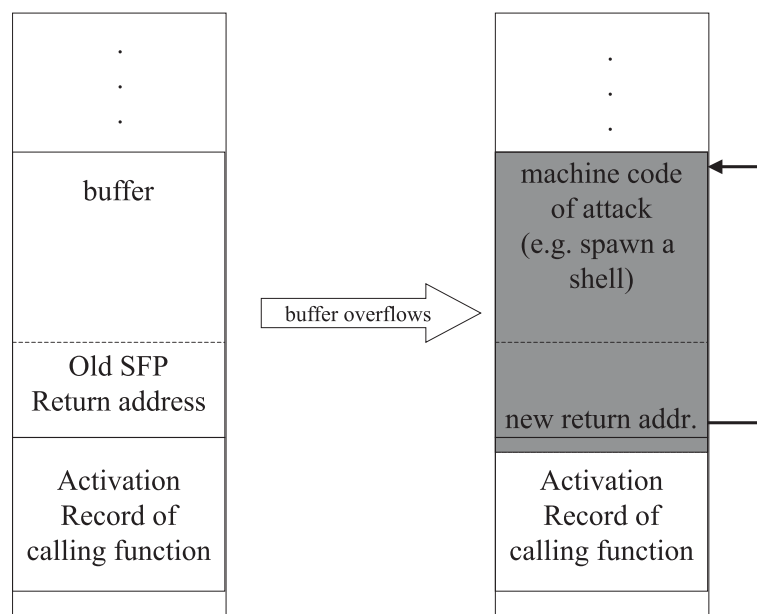 buffer
Old SFP
Return address
Activation
Record of
calling function
buffer overflows
machine code
of attack
(e.g. spawn a
shell)
new return addr.
Activation
Record of
calling function